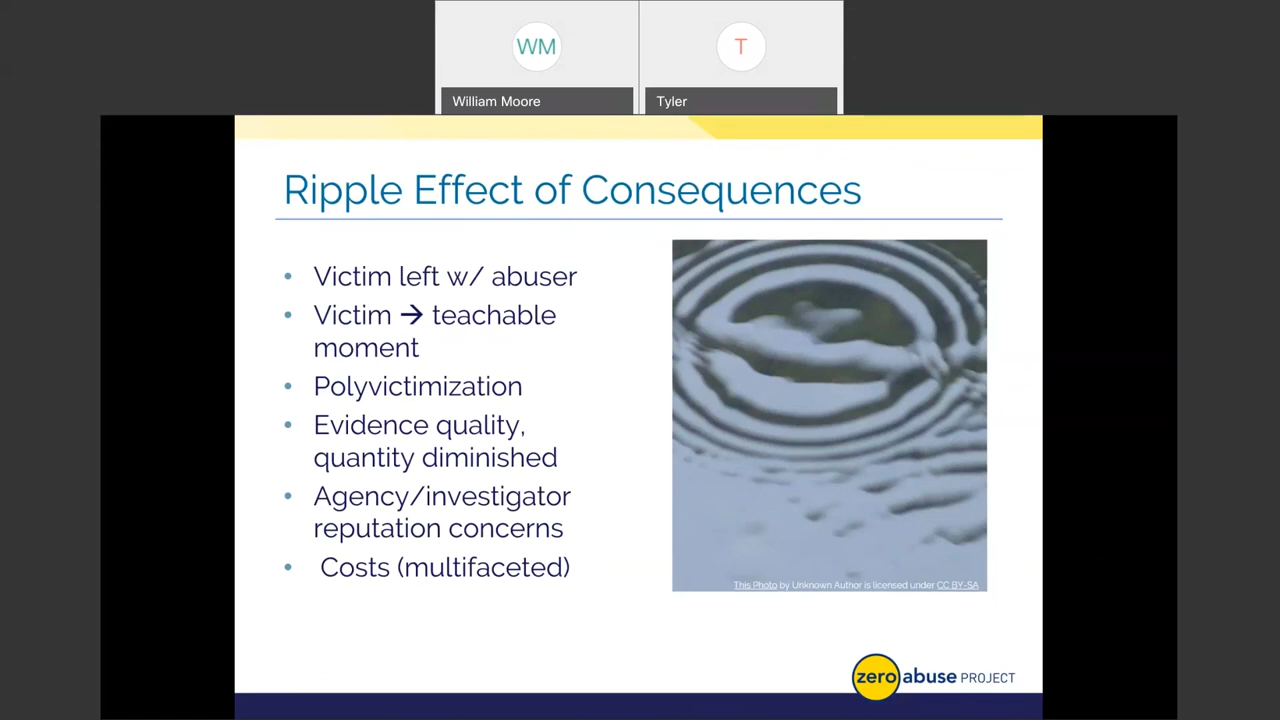 WM
T
William Moore
Tyler
Ripple Effect of Consequences
• Victim left w/ abuser
• Victim → teachable
moment
• Polyvictimization
• Evidence quality,
quantity diminished
• Agency/investigator
reputation concerns
• Costs (multifaceted)
This Photo by Unknown Author is licensed under CC BY-SA
zero abuse PROJECT